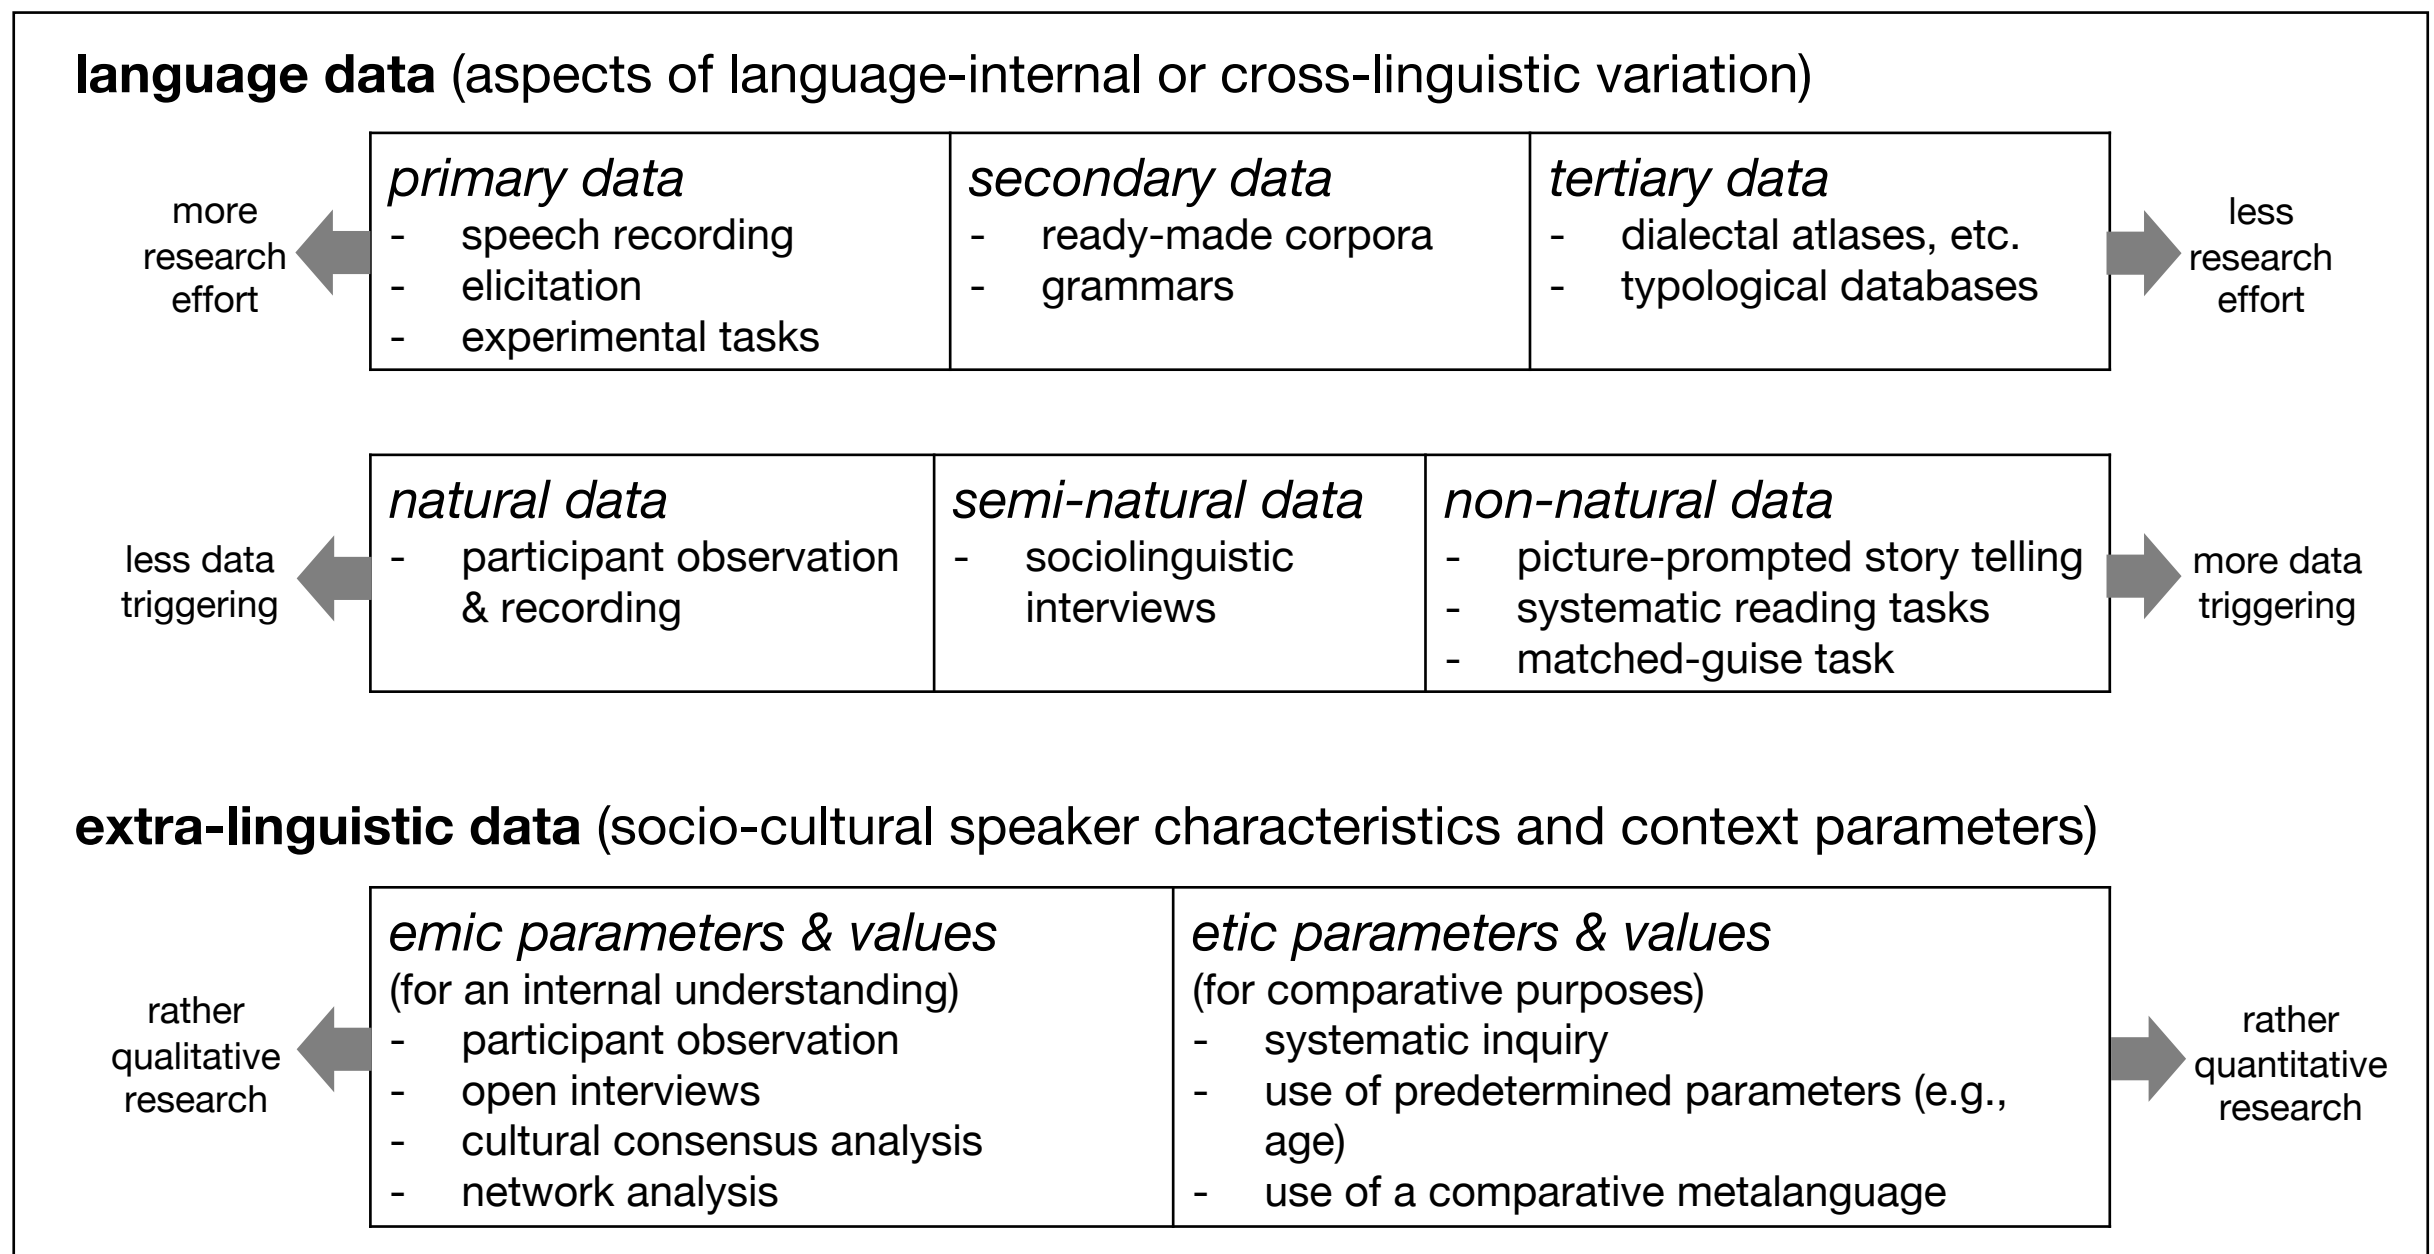 language data (aspects of language-internal or cross-linguistic variation)
more
research
effort
primary data
- speech recording
- elicitation
- experimental tasks
secondary data
- ready-made corpora
- grammars
tertiary data
- dialectal atlases, etc.
- typological databases
less
research
effort
less data
triggering
natural data
- participant observation
& recording
semi-natural data
- sociolinguistic
interviews
non-natural data
- picture-prompted story telling
- systematic reading tasks
- matched-guise task
more data
triggering
extra-linguistic data (socio-cultural speaker characteristics and context parameters)
rather
qualitative
research
emic parameters & values
(for an internal understanding)
- participant observation
- open interviews
- cultural consensus analysis
- network analysis
etic parameters & values
(for comparative purposes)
- systematic inquiry
- use of predetermined parameters (e.g.,
age)
- use of a comparative metalanguage
rather
quantitative
research